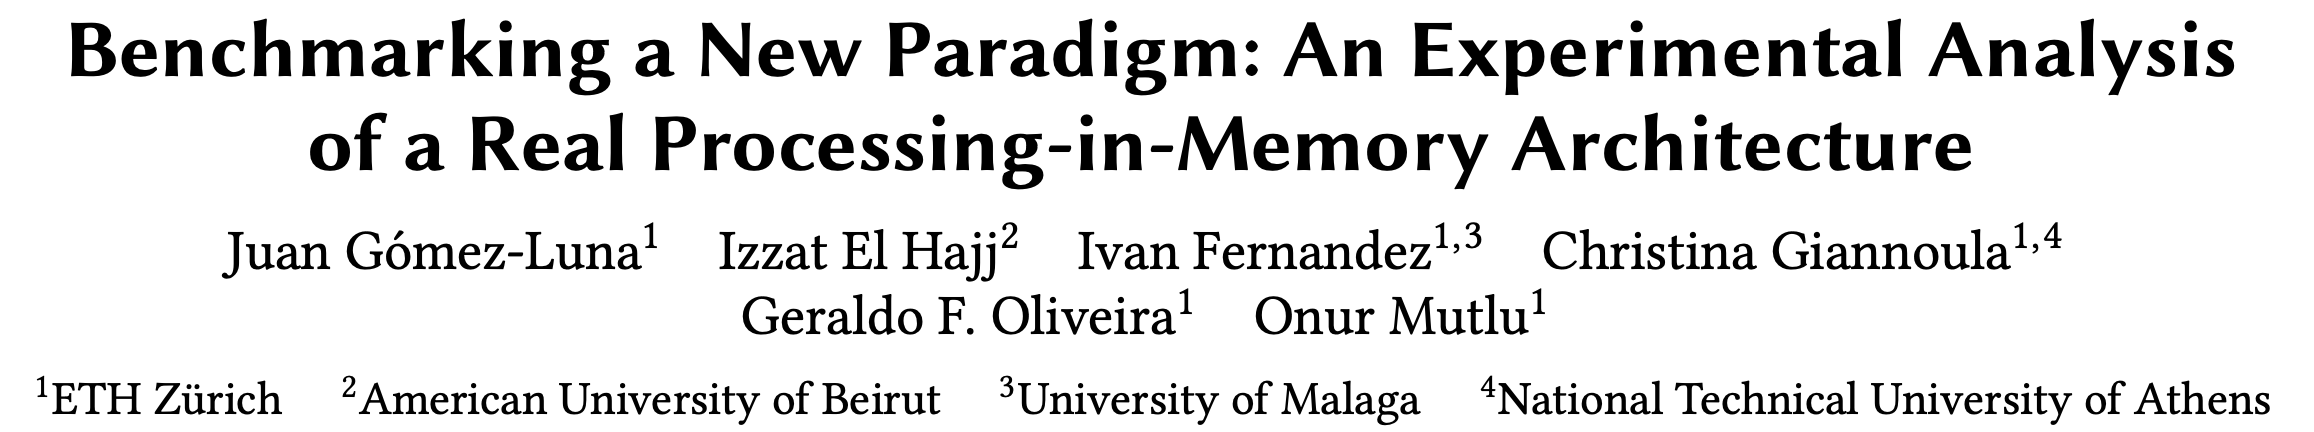 Benchmarking a New Paradigm: An Experimental Analysis
of a Real Processing-in-Memory Architecture
Juan Gómez-Luna¹ Izzat El Hajj² Ivan Fernandez¹,³ Christina Giannoula¹,⁴
Geraldo F. Oliveira¹ Onur Mutlu¹
¹ETH Zürich ²American University of Beirut ³University of Malaga ⁴National Technical University of Athens